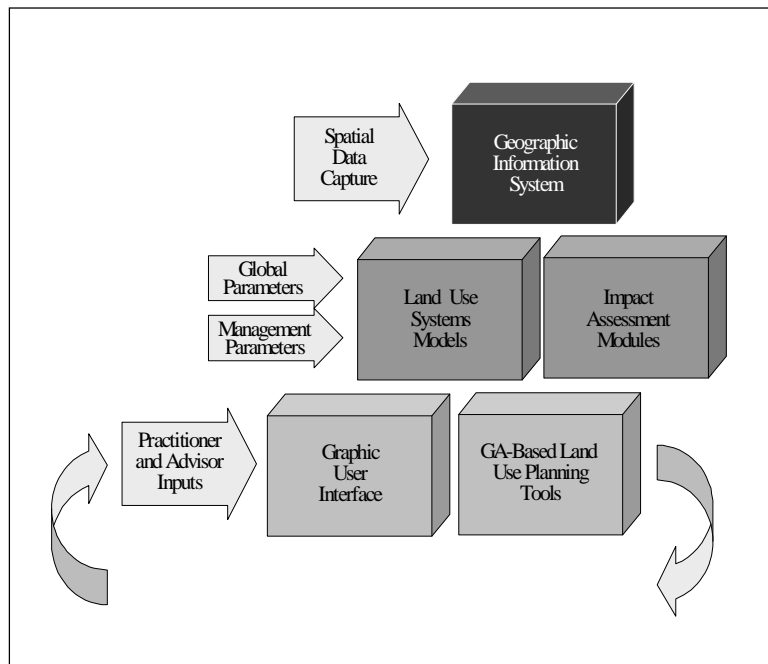 Spatial
Data
Capture
Geographic
Information
System
Global
Parameters
Management
Parameters
Land Use
Systems
Models
Impact
Assessment
Modules
Practitioner
and Advisor
Inputs
Graphic
User
Interface
GA-Based Land
Use Planning
Tools